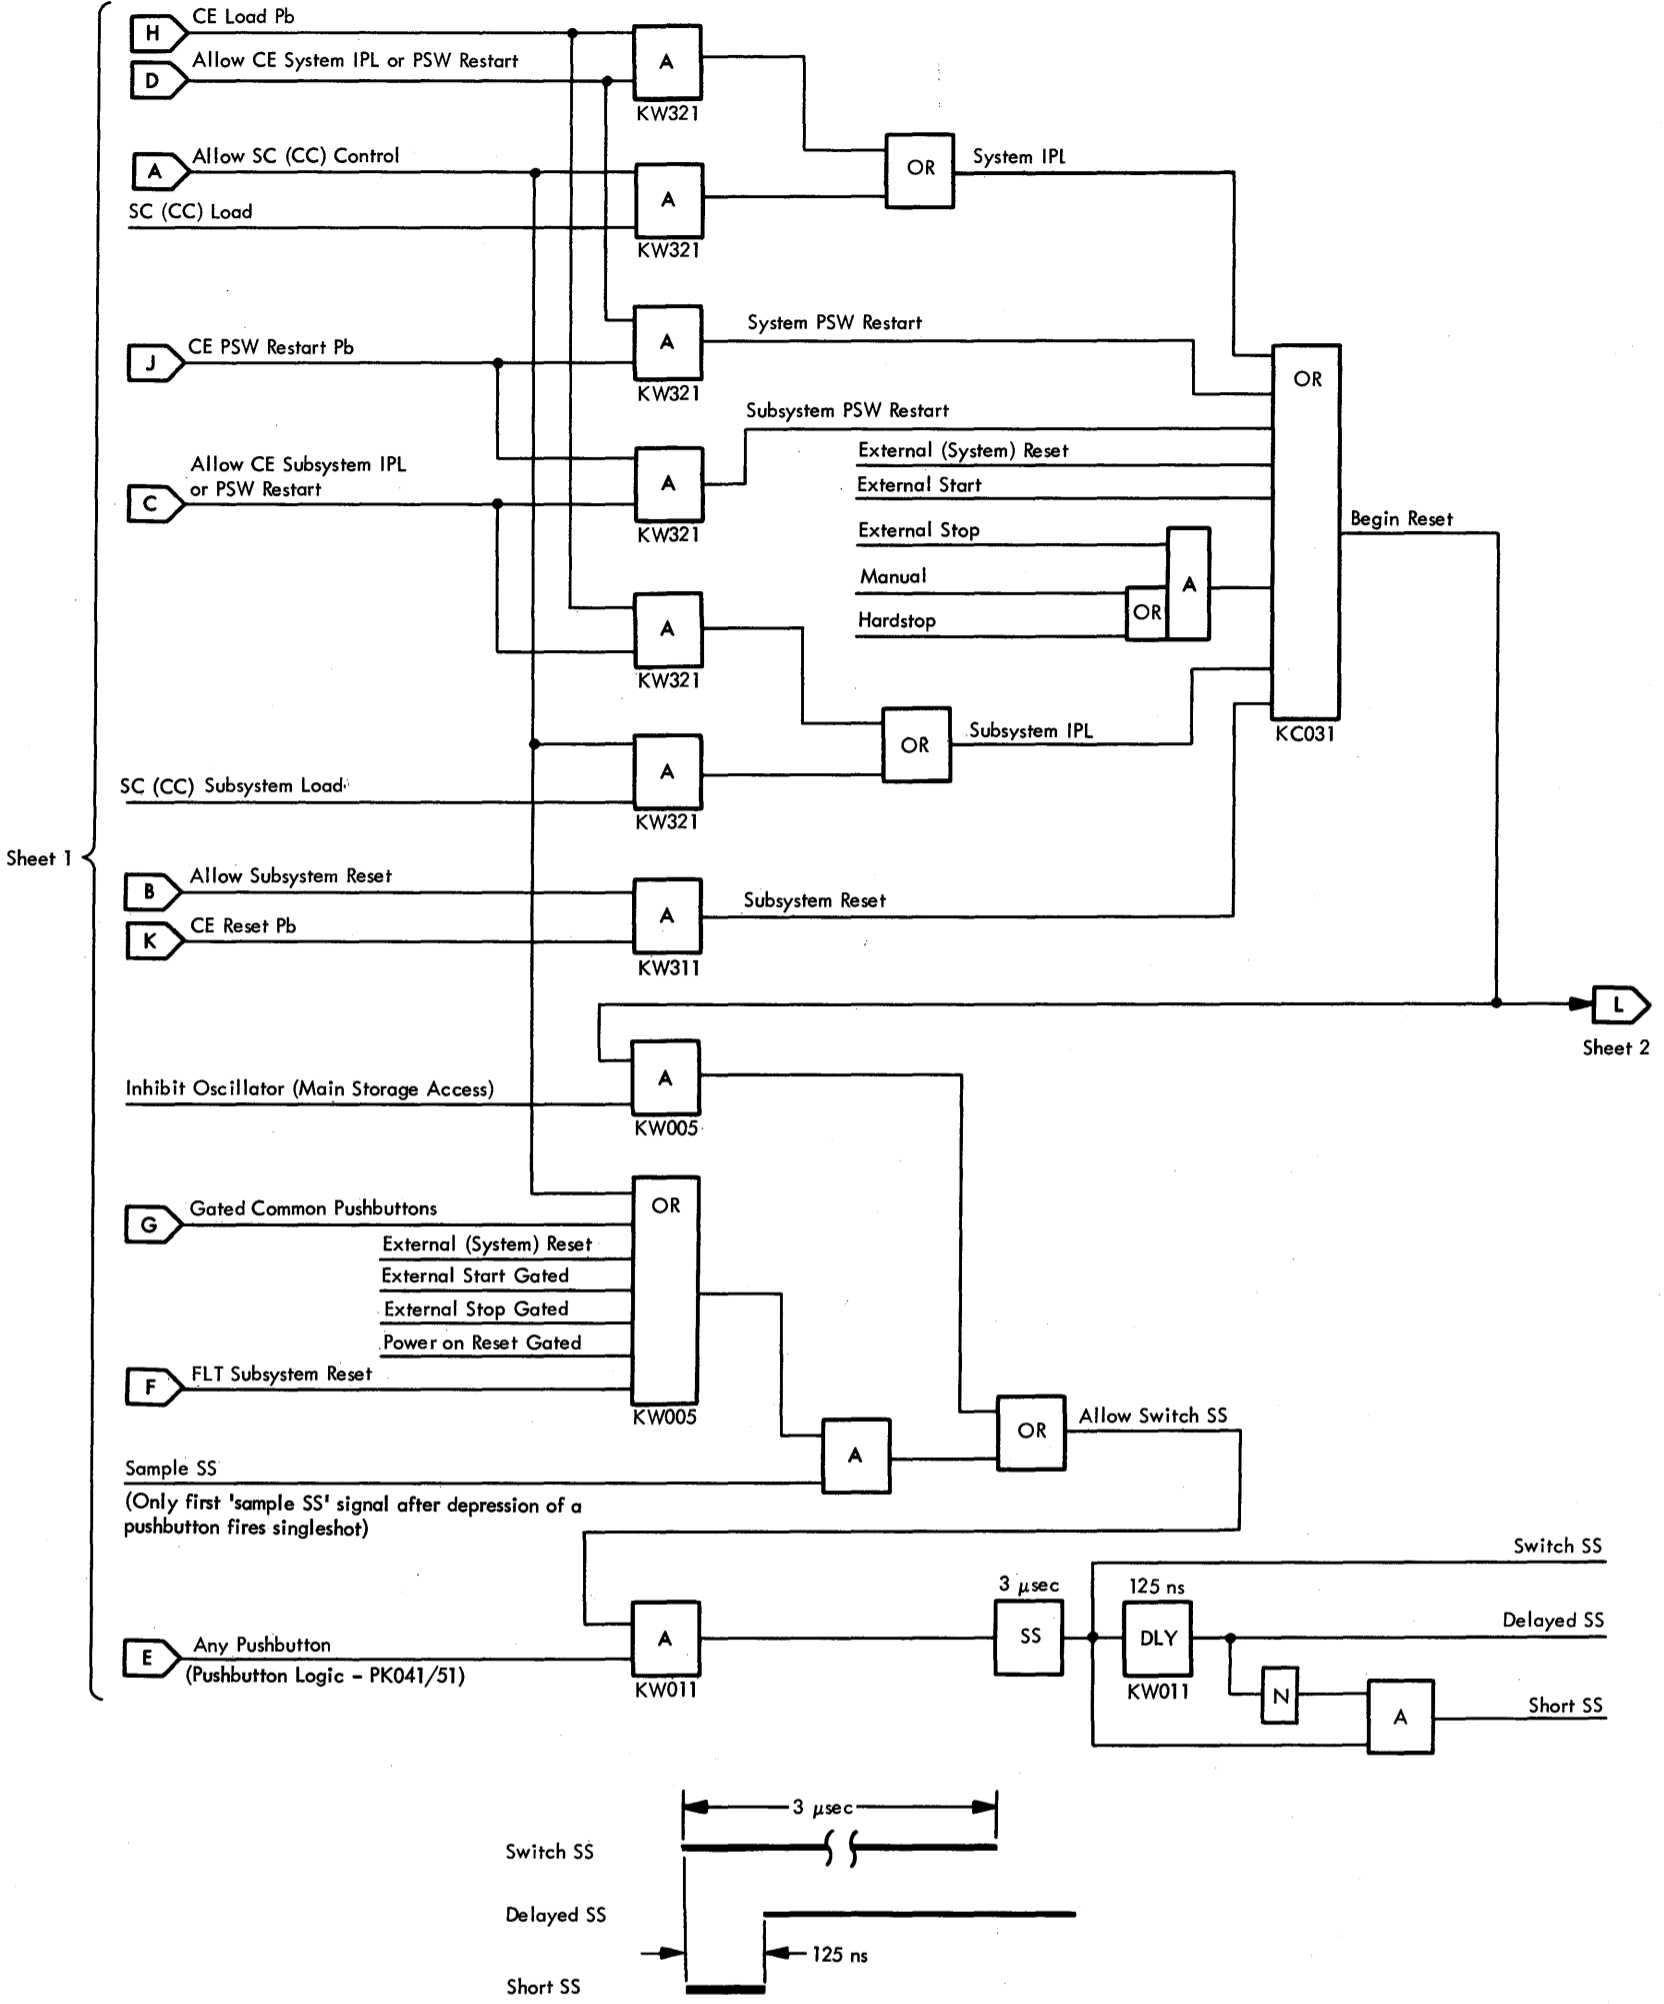 CE Load Pb
H
Allow CE System IPL or PSW Restart
D
A
KW321
Allow SC (CC) Control
A
SC (CC) Load
A
KW321
OR
System IPL
CE PSW Restart Pb
J
A
KW321
System PSW Restart
Subsystem PSW Restart
Allow CE Subsystem IPL
or PSW Restart
C
A
KW321
External (System) Reset
External Start
External Stop
Manual
Hardstop
OR
A
OR
KC031
Begin Reset
A
KW321
OR
Subsystem IPL
SC (CC) Subsystem Load
A
KW321
Sheet 1
Allow Subsystem Reset
B
CE Reset Pb
K
A
KW311
Subsystem Reset
L
Sheet 2
Inhibit Oscillator (Main Storage Access)
A
KW005
Gated Common Pushbuttons
G
External (System) Reset
External Start Gated
External Stop Gated
Power on Reset Gated
FLT Subsystem Reset
F
OR
KW005
Sample SS
(Only first 'sample SS' signal after depression of a
pushbutton fires singleshot)
A
OR
Allow Switch SS
Any Pushbutton
E
(Pushbutton Logic - PK041/51)
A
KW011
3 μsec
SS
125 ns
DLY
KW011
Switch SS
Delayed SS
N
A
Short SS
3 μsec
Switch SS
Delayed SS
125 ns
Short SS